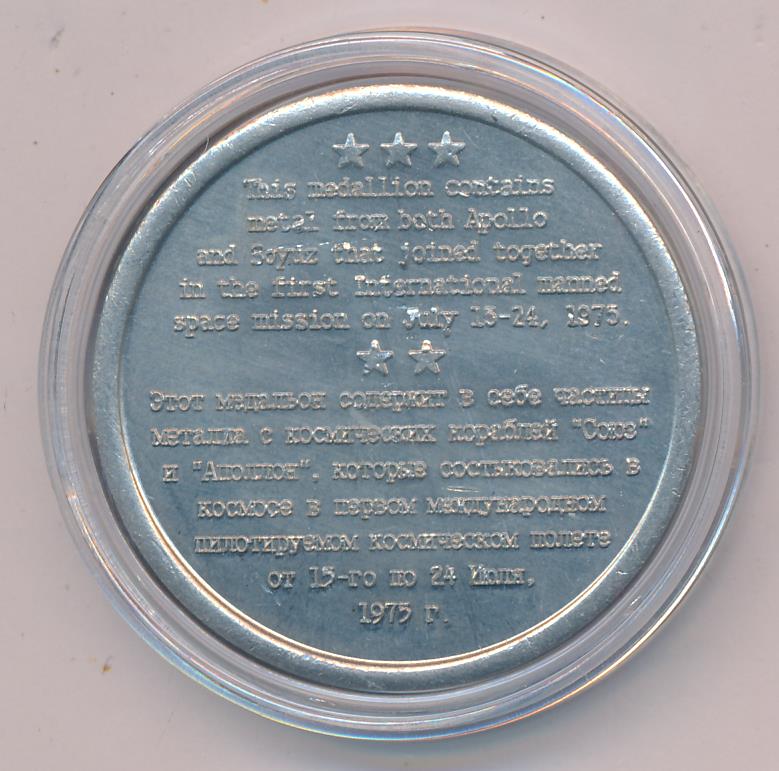 This medallion contains
metal from both Apollo
and Soyuz that joined together
in the first International manned
space mission on July 15-24, 1975.
Этот медальон содержит в себе частицы
металла с космических кораблей "Союз"
и "Аполлон", которые состыковались в
космосе в первом международном
пилотируемом космическом полете
от 15-го по 24 Июля,
1975 г.